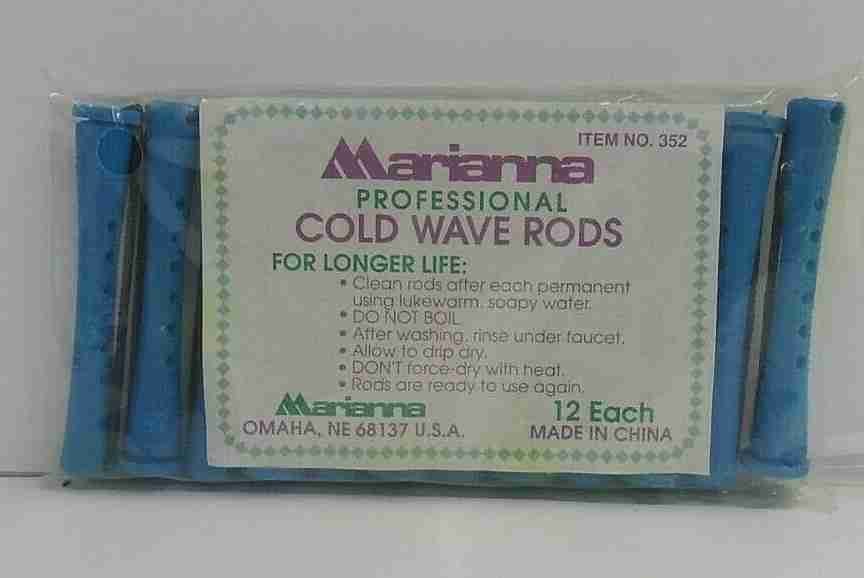 ITEM NO. 352
Marianna
PROFESSIONAL
COLD WAVE RODS
FOR LONGER LIFE:
• Clean rods after each permanent
using lukewarm, soapy water.
• DO NOT BOIL
• After washing, rinse under faucet.
• Allow to drip dry.
• DON'T force-dry with heat.
• Rods are ready to use again.
Marianna
OMAHA, NE 68137 U.S.A.
12 Each
MADE IN CHINA